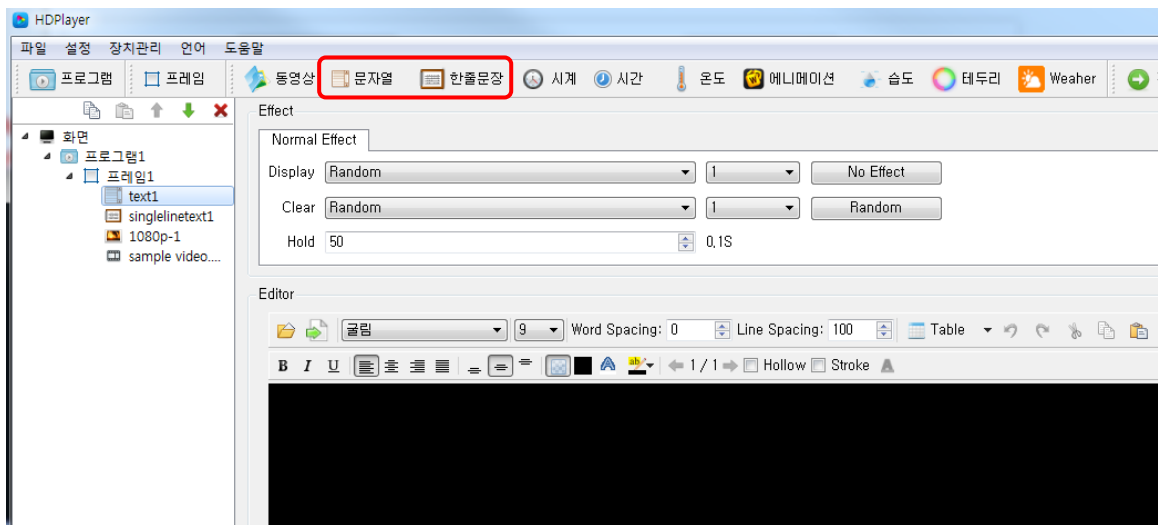 HDPlayer
파일 설정 장치관리 언어 도움말
프로그램 프레임 동영상 문자열 한줄문장 시계 시간 온도 에니메이션 습도 테두리 Weaher
Effect
화면
Normal Effect
프로그램1
프레임1
Display Random 1 No Effect
text1
singlelinetext1
Clear Random 1 Random
1080p-1
Hold 50 0,1S
sample video....
Editor
굴림 9 Word Spacing: 0 Line Spacing: 100 Table
B I U ab 1 / 1 Hollow Stroke A